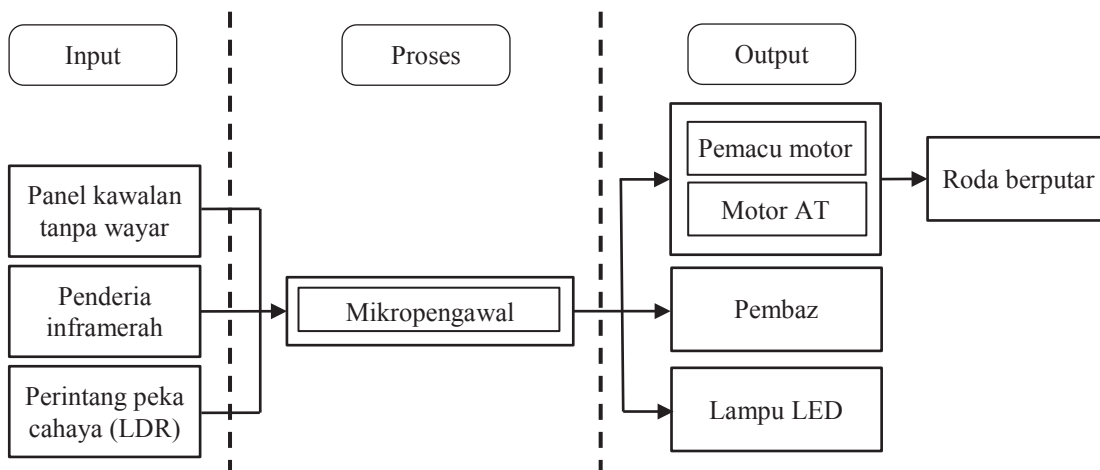 Input
Proses
Output
Panel kawalan
tanpa wayar
Penderia
inframerah
Perintang peka
cahaya (LDR)
Mikropengawal
Pemacu motor
Motor AT
Roda berputar
Pembaz
Lampu LED